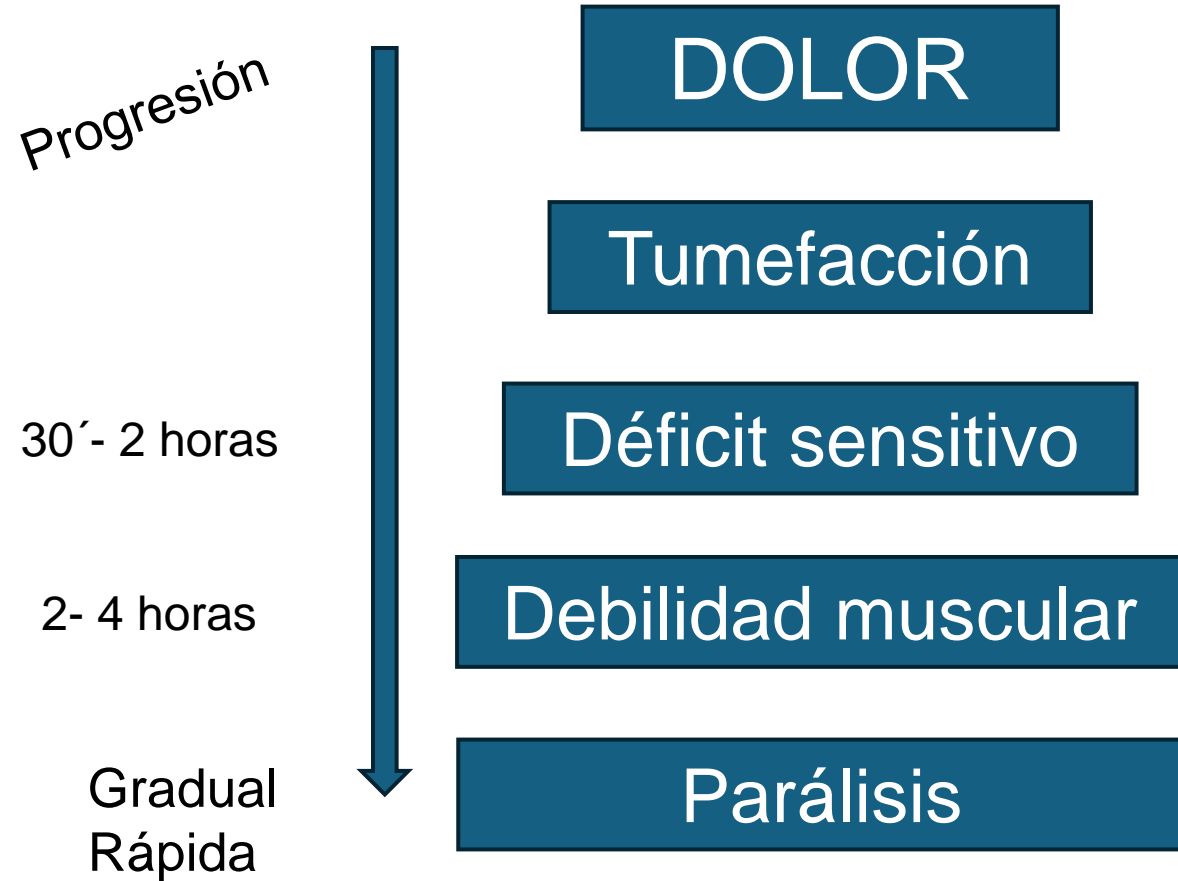 Progresión
DOLOR
Tumefacción
30´- 2 horas
Déficit sensitivo
2- 4 horas
Debilidad muscular
Gradual
Rápida
Parálisis